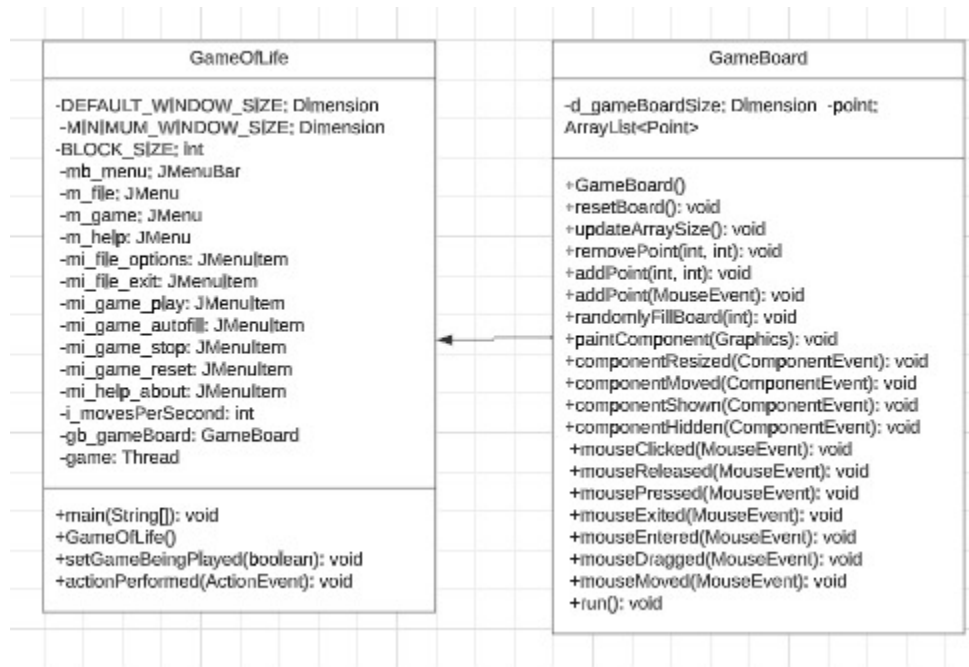 GameOfLife
-DEFAULT_WINDOW_SIZE: Dimension
-MINIMUM_WINDOW_SIZE: Dimension
-BLOCK_SIZE: int
-mb_menu: JMenuBar
-m_file: JMenu
-m_game: JMenu
-m_help: JMenu
-mi_file_options: JMenuItem
-mi_file_exit: JMenuItem
-mi_game_play: JMenuItem
-mi_game_autofill: JMenuItem
-mi_game_stop: JMenuItem
-mi_game_reset: JMenuItem
-mi_help_about: JMenuItem
-i_movesPerSecond: int
-gb_gameBoard: GameBoard
-game: Thread
+main(String[]): void
+GameOfLife()
+setGameBeingPlayed(boolean): void
+actionPerformed(ActionEvent): void
GameBoard
-d_gameBoardSize: Dimension -point:
ArrayList<Point>
+GameBoard()
+resetBoard(): void
+updateArraySize(): void
+removePoint(int, int): void
+addPoint(int, int): void
+addPoint(MouseEvent): void
+randomlyFillBoard(int): void
+paintComponent(Graphics): void
+componentResized(ComponentEvent): void
+componentMoved(ComponentEvent): void
+componentShown(ComponentEvent): void
+componentHidden(ComponentEvent): void
+mouseClicked(MouseEvent): void
+mouseReleased(MouseEvent): void
+mousePressed(MouseEvent): void
+mouseExited(MouseEvent): void
+mouseEntered(MouseEvent): void
+mouseDragged(MouseEvent): void
+mouseMoved(MouseEvent): void
+run(): void